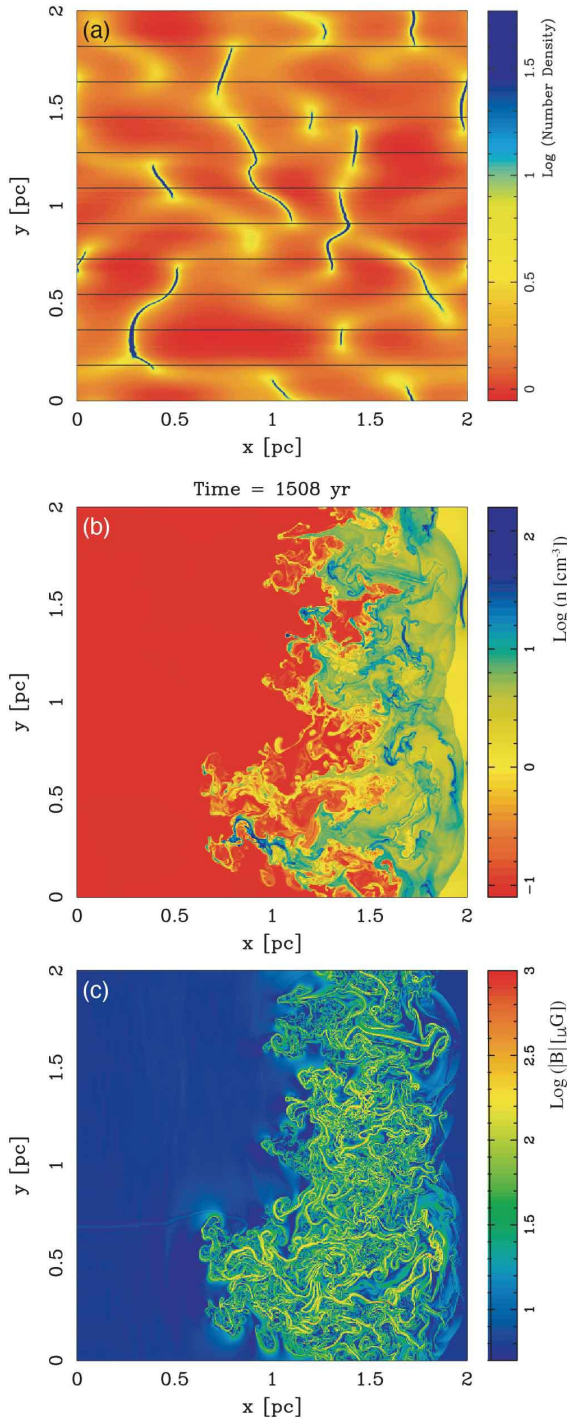 (a)
2
1.5
1
0.5
0
y [pc]
0 0.5 1 1.5 2
x [pc]
1.5
1
0.5
0
Log (Number Density)
Time = 1508 yr
(b)
2
1.5
1
0.5
0
y [pc]
0 0.5 1 1.5 2
x [pc]
2
1
0
−1
Log (n [cm-3])
(c)
2
1.5
1
0.5
0
y [pc]
0 0.5 1 1.5 2
x [pc]
3
2.5
2
1.5
1
Log (|B| [μG])